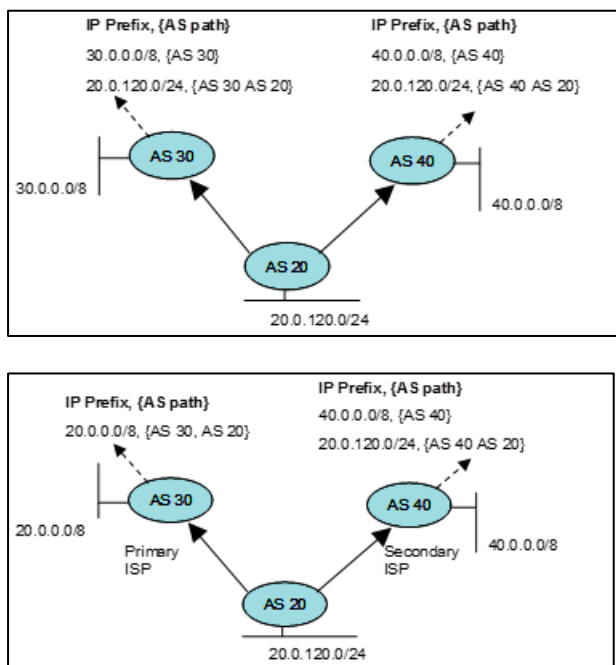 IP Prefix, {AS path}
30.0.0.0/8, {AS 30}
20.0.120.0/24, {AS 30 AS 20}
IP Prefix, {AS path}
40.0.0.0/8, {AS 40}
20.0.120.0/24, {AS 40 AS 20}
AS 30
AS 40
30.0.0.0/8
40.0.0.0/8
AS 20
20.0.120.0/24
IP Prefix, {AS path}
20.0.0.0/8, {AS 30, AS 20}
IP Prefix, {AS path}
40.0.0.0/8, {AS 40}
20.0.120.0/24, {AS 40 AS 20}
AS 30
AS 40
20.0.0.0/8
Primary
ISP
Secondary
ISP
40.0.0.0/8
AS 20
20.0.120.0/24